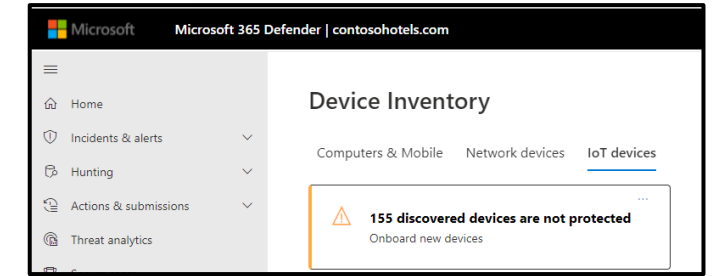 Microsoft Microsoft 365 Defender | contosohotels.com
Home
Incidents & alerts
Hunting
Actions & submissions
Threat analytics
Device Inventory
Computers & Mobile Network devices IoT devices
...
155 discovered devices are not protected
Onboard new devices